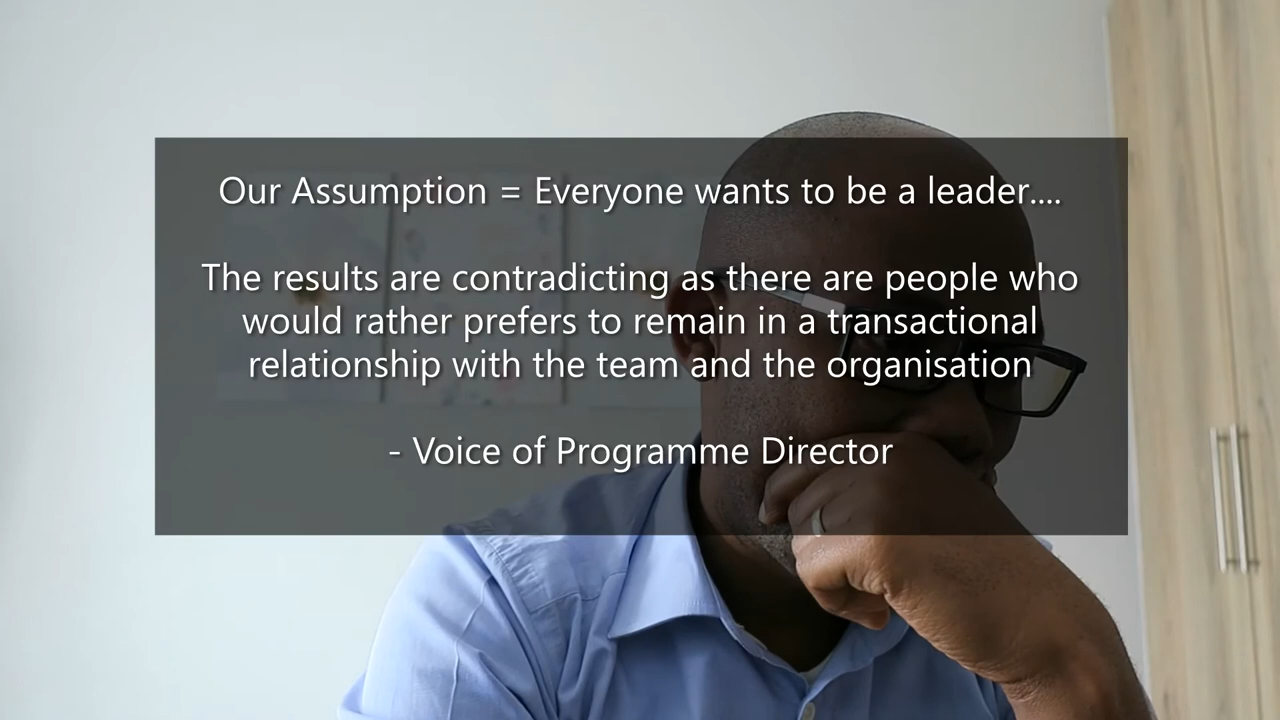 Our Assumption = Everyone wants to be a leader....
The results are contradicting as there are people who
would rather prefers to remain in a transactional
relationship with the team and the organisation
- Voice of Programme Director